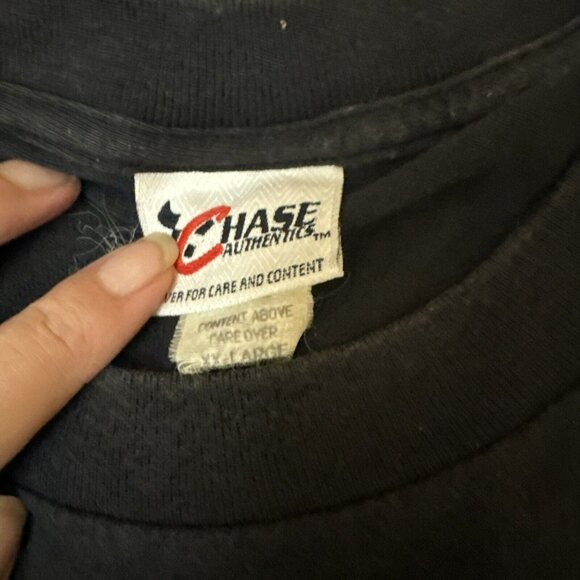 CHASE
AUTHENTICS™
VER FOR CARE AND CONTENT
CONTENT ABOVE
CARE OVER
XX-LARGE